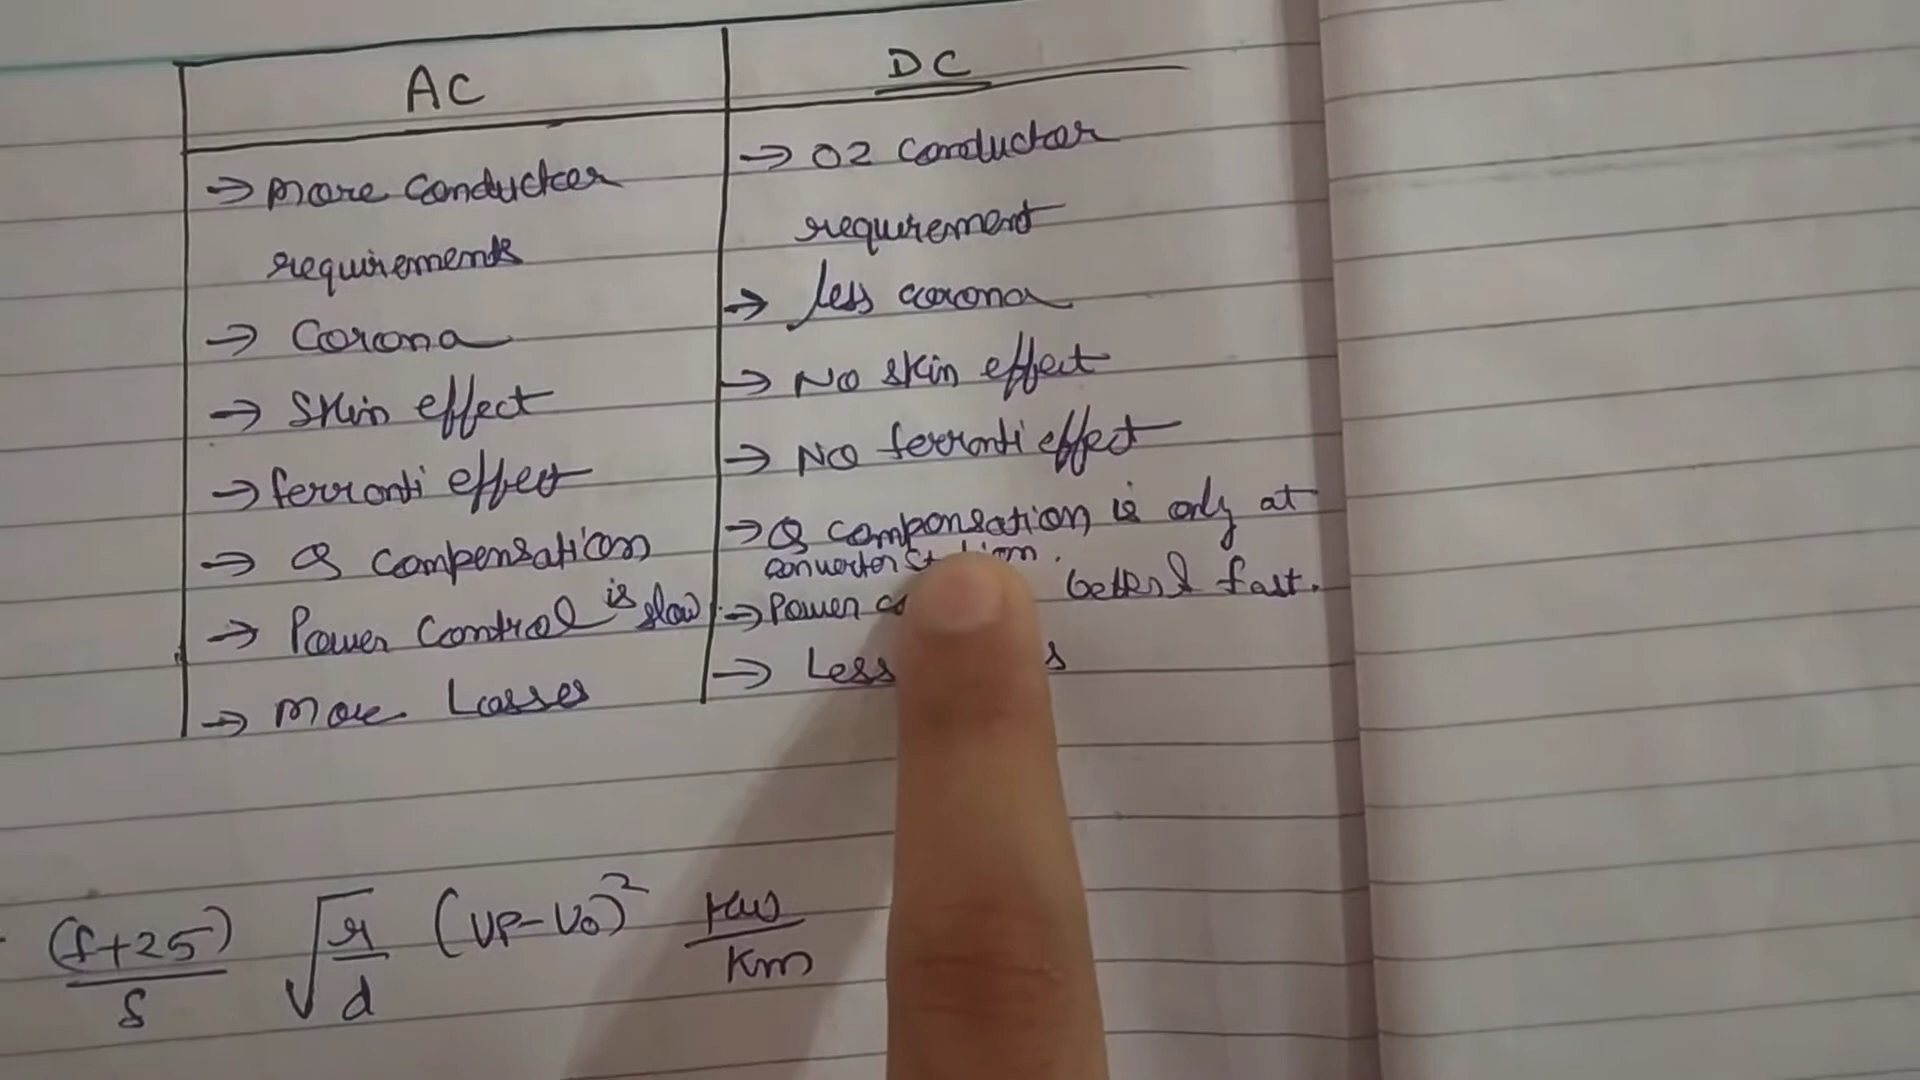 AC
DC
→ More Conductor
requirements
→ Corona
→ Skin effect
→ ferranti effect
→ Q compensation
→ Power Control is slow
→ More Losses
→ 02 Conductor
requirement
→ less corona
→ No skin effect
→ No ferranti effect
→ Q compensation is only at
converter station.
→ Power better & fast.
→ Less
(f+25)/δ √(r/d) (VP-Vo)² KW/Km